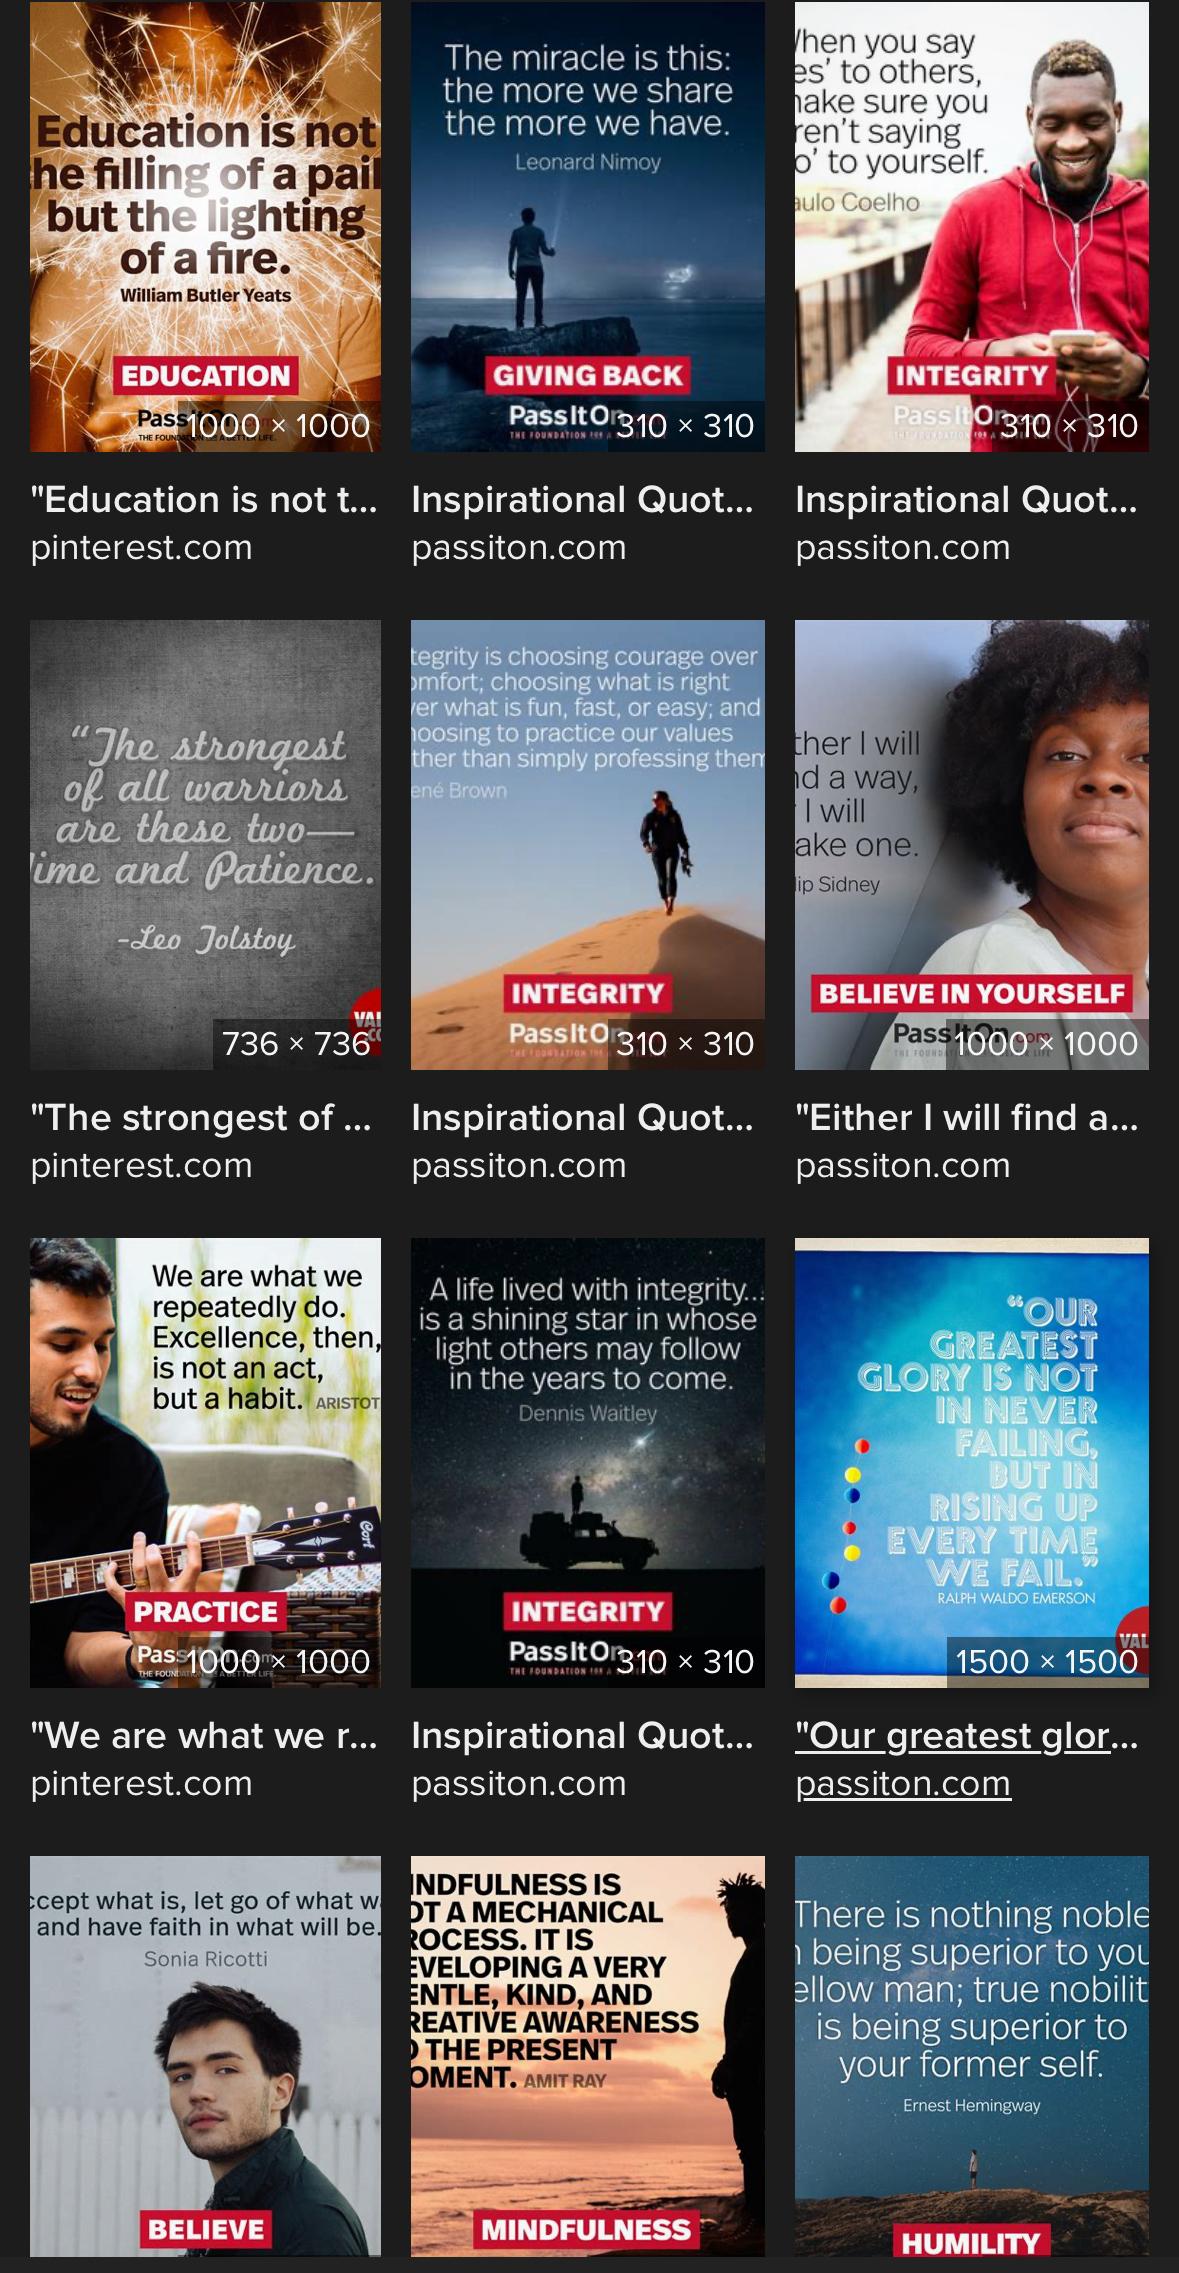 Education is not
he filling of a pail
but the lighting
of a fire.
William Butler Yeats
EDUCATION
1000 × 1000
"Education is not t...
pinterest.com
The miracle is this:
the more we share
the more we have.
Leonard Nimoy
GIVING BACK
PassItOn
THE FOUNDATION FOR A
310 × 310
Inspirational Quot...
passiton.com
hen you say
es' to others,
ake sure you
ren't saying
o' to yourself.
aulo Coelho
INTEGRITY
PassItOn
THE FOUNDATION FOR A
310 × 310
Inspirational Quot...
passiton.com
"The strongest
of all warriors
are these two—
ime and Patience.
-Leo Tolstoy
VAL
736 × 736
"The strongest of ...
pinterest.com
tegrity is choosing courage over
omfort; choosing what is right
ver what is fun, fast, or easy; and
hoosing to practice our values
ther than simply professing them
ené Brown
INTEGRITY
PassItOn
THE FOUNDATION FOR A
310 × 310
Inspirational Quot...
passiton.com
ther I will
nd a way,
I will
ake one.
lip Sidney
BELIEVE IN YOURSELF
PassItOn.com
1000 × 1000
"Either I will find a...
passiton.com
We are what we
repeatedly do.
Excellence, then,
is not an act,
but a habit. ARISTOT
Cort
PRACTICE
1000 × 1000
"We are what we r...
pinterest.com
A life lived with integrity...
is a shining star in whose
light others may follow
in the years to come.
Dennis Waitley
INTEGRITY
PassItOn
THE FOUNDATION FOR A
310 × 310
Inspirational Quot...
passiton.com
"OUR
GREATEST
GLORY IS NOT
IN NEVER
FAILING,
BUT IN
RISING UP
EVERY TIME
WE FAIL."
RALPH WALDO EMERSON
VAL
1500 × 1500
"Our greatest glor...
passiton.com
ccept what is, let go of what wa
and have faith in what will be.
Sonia Ricotti
BELIEVE
INDFULNESS IS
OT A MECHANICAL
ROCESS. IT IS
EVELOPING A VERY
ENTLE, KIND, AND
REATIVE AWARENESS
O THE PRESENT
OMENT. AMIT RAY
MINDFULNESS
There is nothing noble
n being superior to you
ellow man; true nobilit
is being superior to
your former self.
Ernest Hemingway
HUMILITY